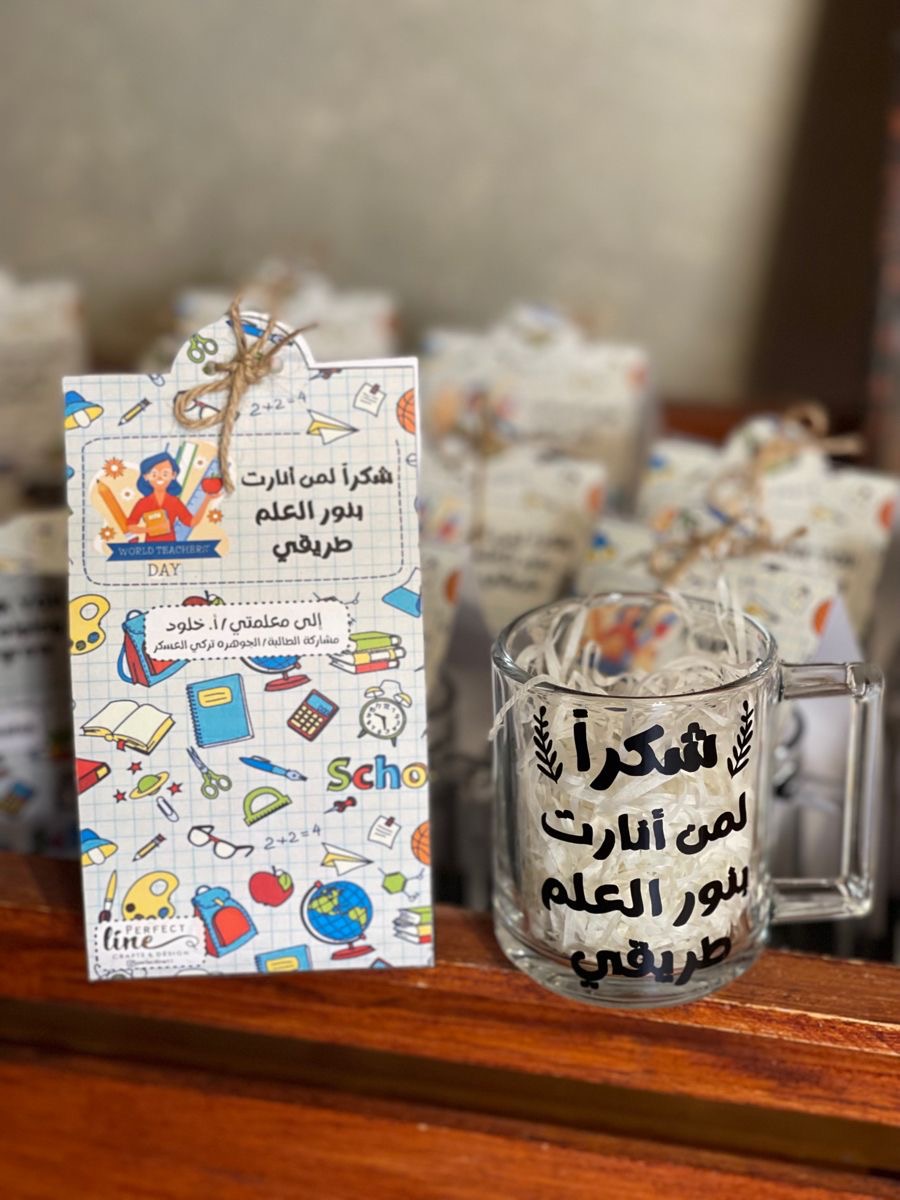 2+2=4
شكراً لمن أنارت
بنور العلم
طريقي
WORLD TEACHERS'
DAY
إلى معلمتي / أ. خلود
مشاركة الطالبة / الجوهره تركي العسكر
Scho
2+2=4
PERFECT
line
CRAFTS & DESIGN
شكراً
لمن أنارت
بنور العلم
طريقي